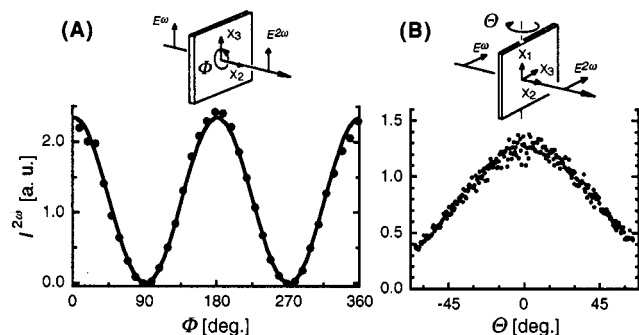 (A)
E^ω
X₃
E^2ω
Φ
X₂
I^2ω [a. u.]
2.0
1.0
0.0
0 90 180 270 360
Φ [deg.]
(B)
Θ
E^ω
X₁
E^2ω
X₃
X₂
1.5
1.0
0.5
0.0
-45 0 45
Θ [deg.]